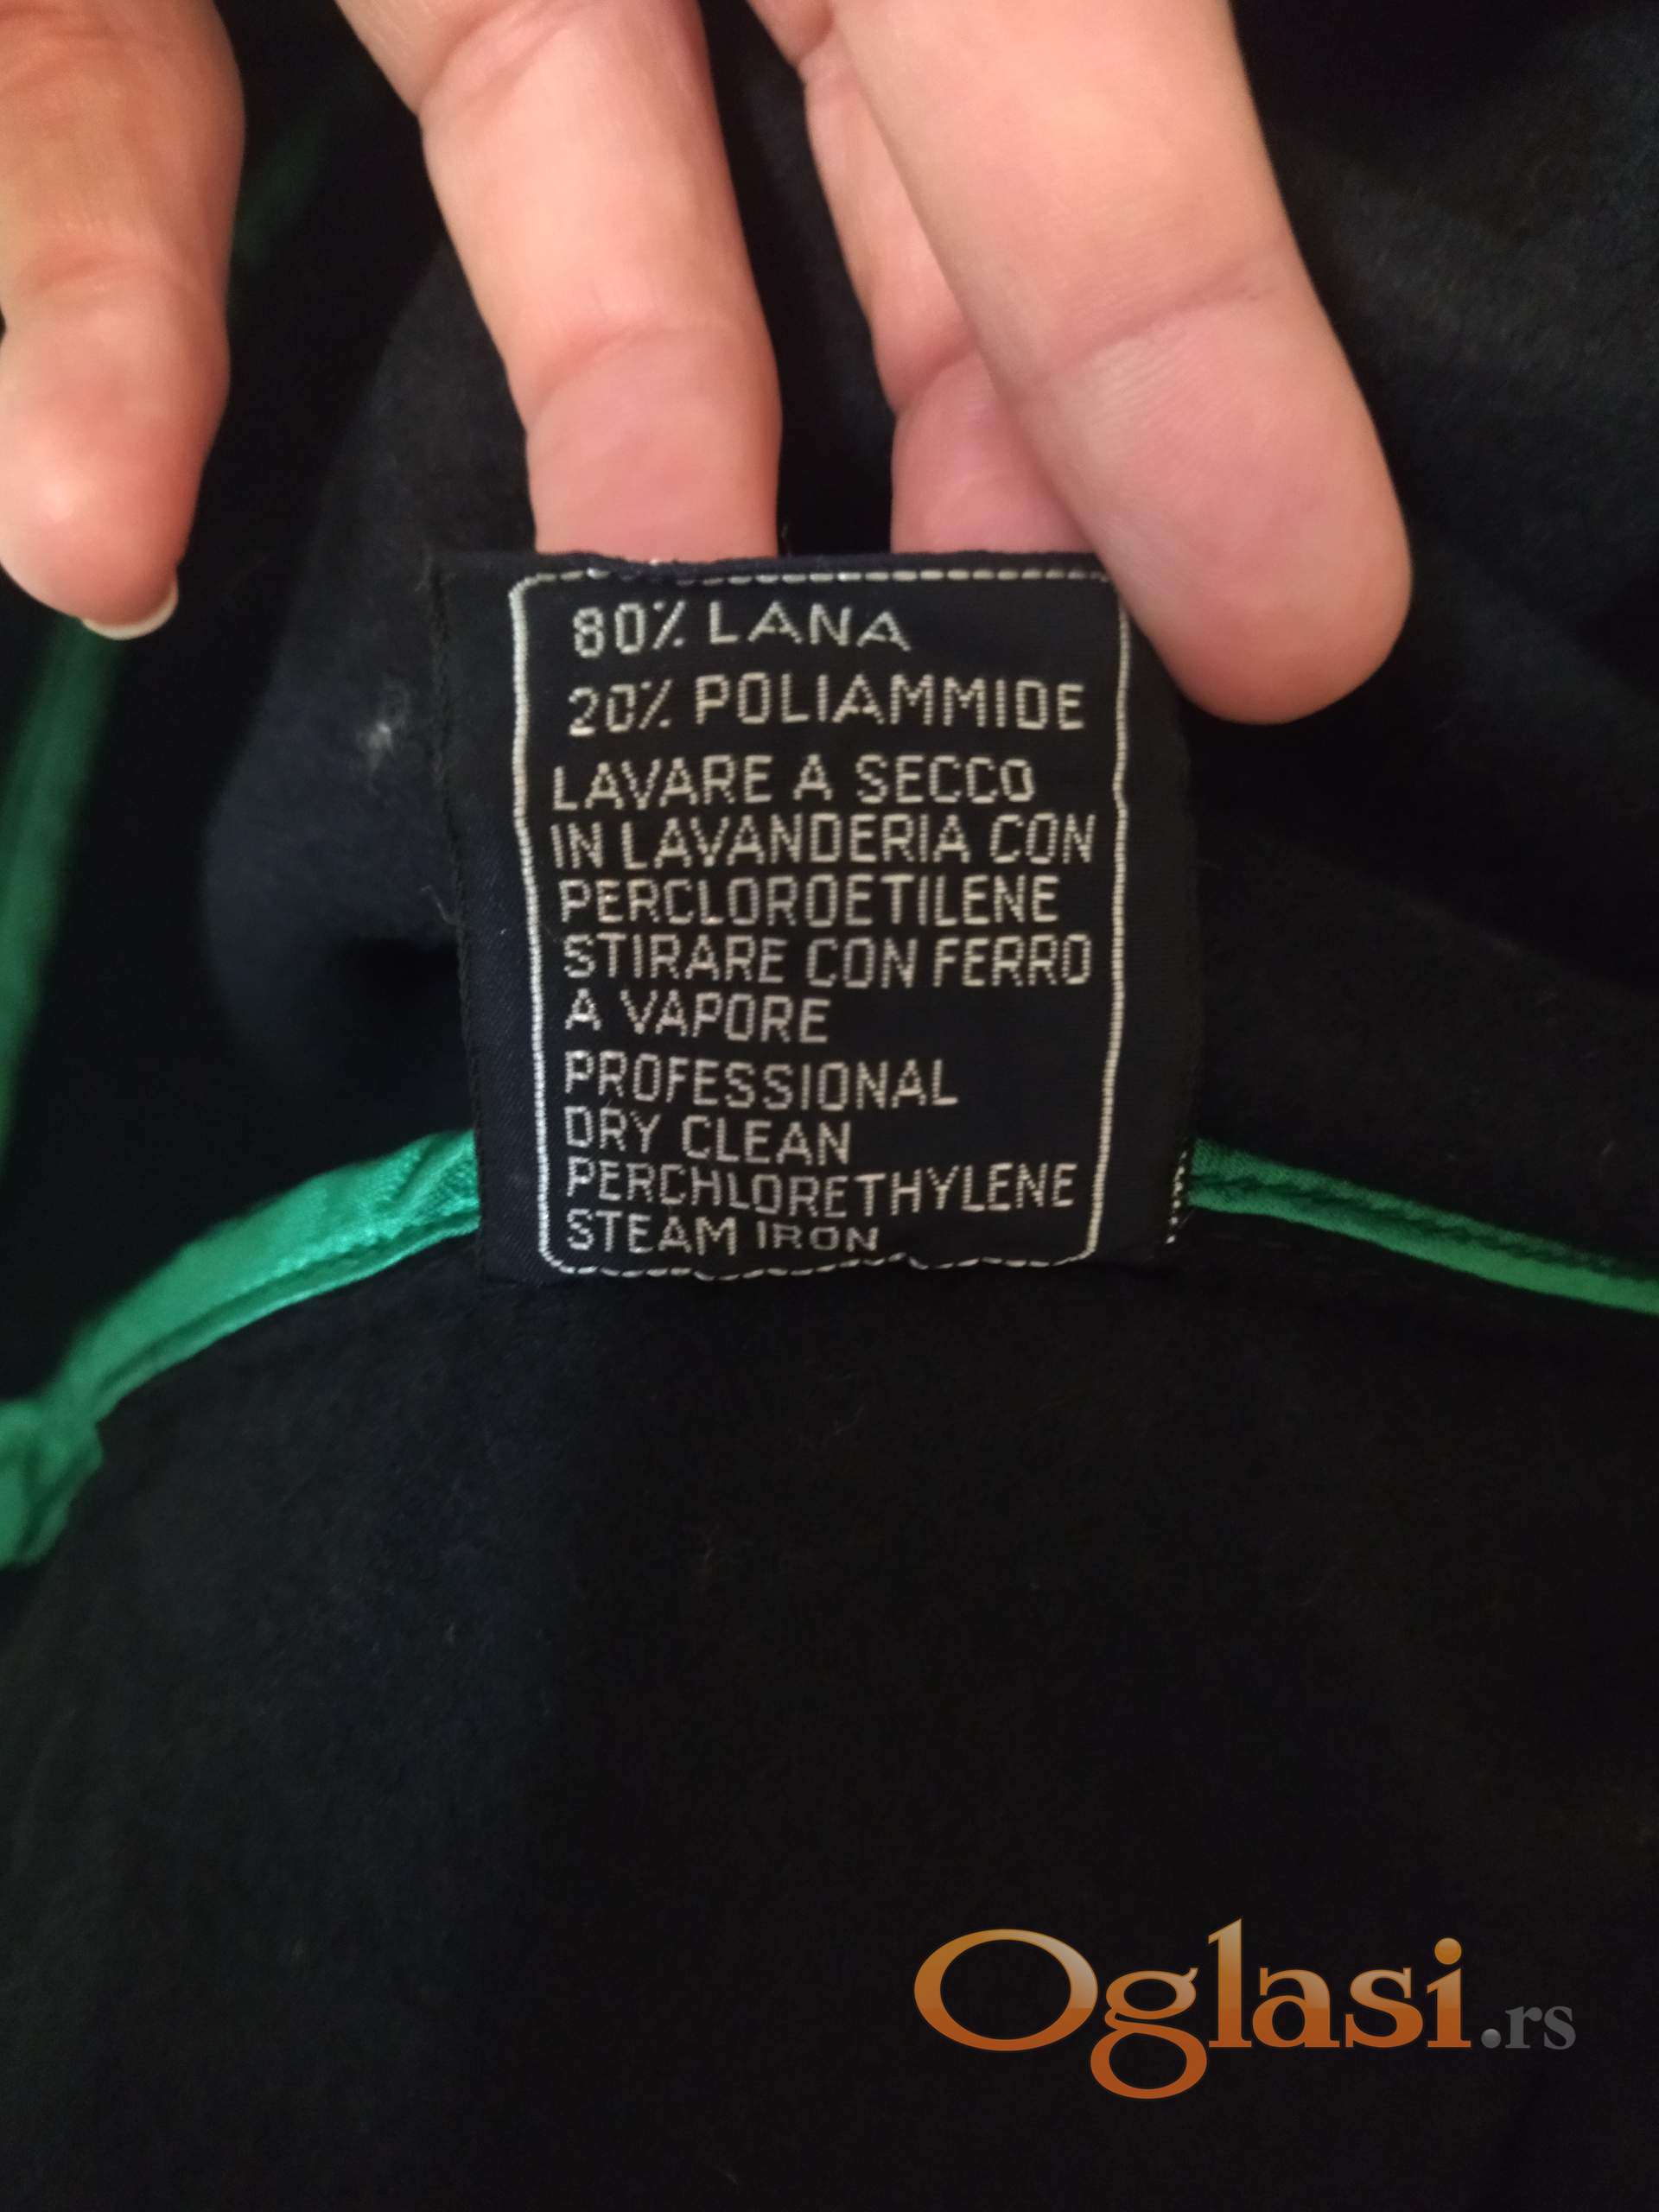 80% LANA
20% POLIAMMIDE
LAVARE A SECCO
IN LAVANDERIA CON
PERCLOROETILENE
STIRARE CON FERRO
A VAPORE
PROFESSIONAL
DRY CLEAN
PERCHLORETHYLENE
STEAM IRON
Oglasi.rs